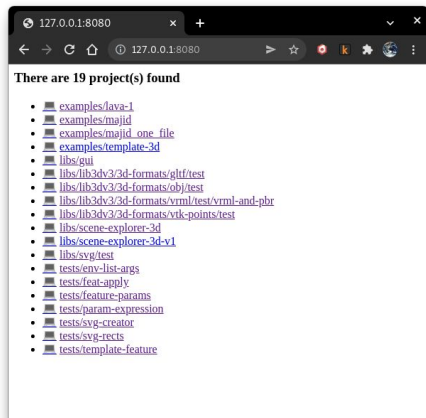 127.0.0.1:8080
127.0.0.1:8080
k
There are 19 project(s) found
examples/lava-1
examples/majid
examples/majid_one_file
examples/template-3d
libs/gui
libs/lib3dv3/3d-formats/gltf/test
libs/lib3dv3/3d-formats/obj/test
libs/lib3dv3/3d-formats/vrml/test/vrml-and-pbr
libs/lib3dv3/3d-formats/vtk-points/test
libs/scene-explorer-3d
libs/scene-explorer-3d-v1
libs/svg/test
tests/env-list-args
tests/feat-apply
tests/feature-params
tests/param-expression
tests/svg-creator
tests/svg-rects
tests/template-feature